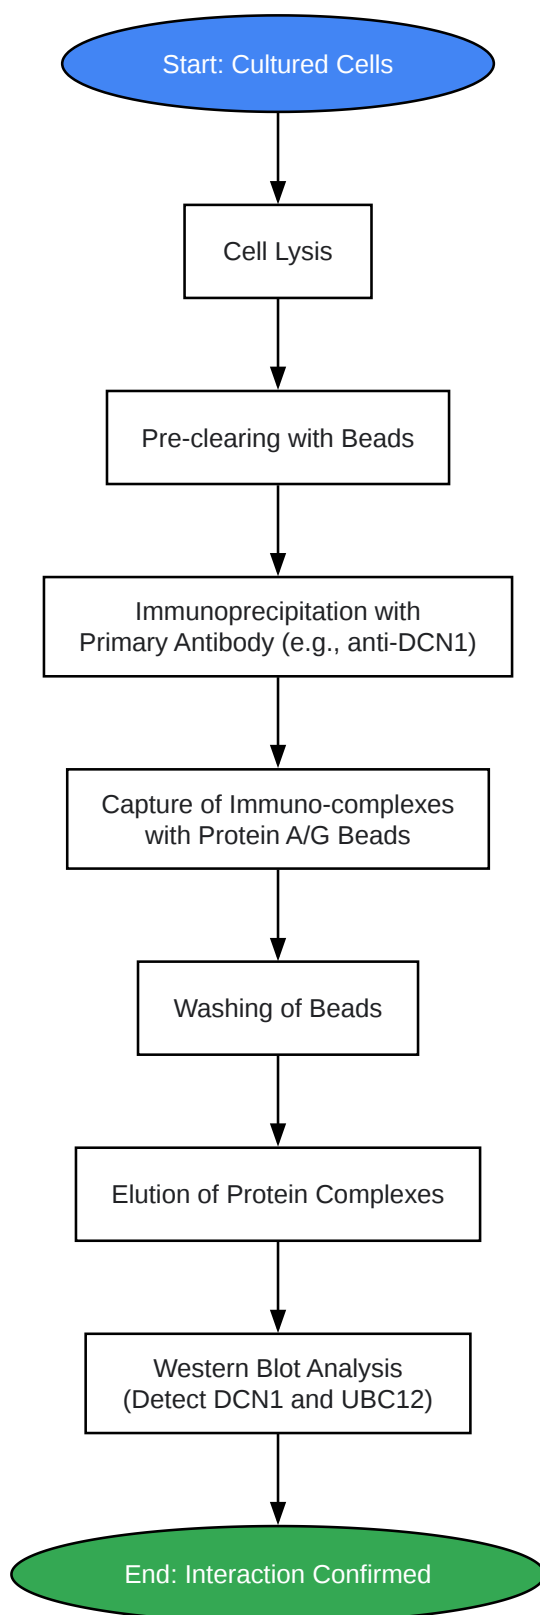 Start: Cultured Cells
Cell Lysis
Pre-clearing with Beads
Immunoprecipitation with
Primary Antibody (e.g., anti-DCN1)
Capture of Immuno-complexes
with Protein A/G Beads
Washing of Beads
Elution of Protein Complexes
Western Blot Analysis
(Detect DCN1 and UBC12)
End: Interaction Confirmed